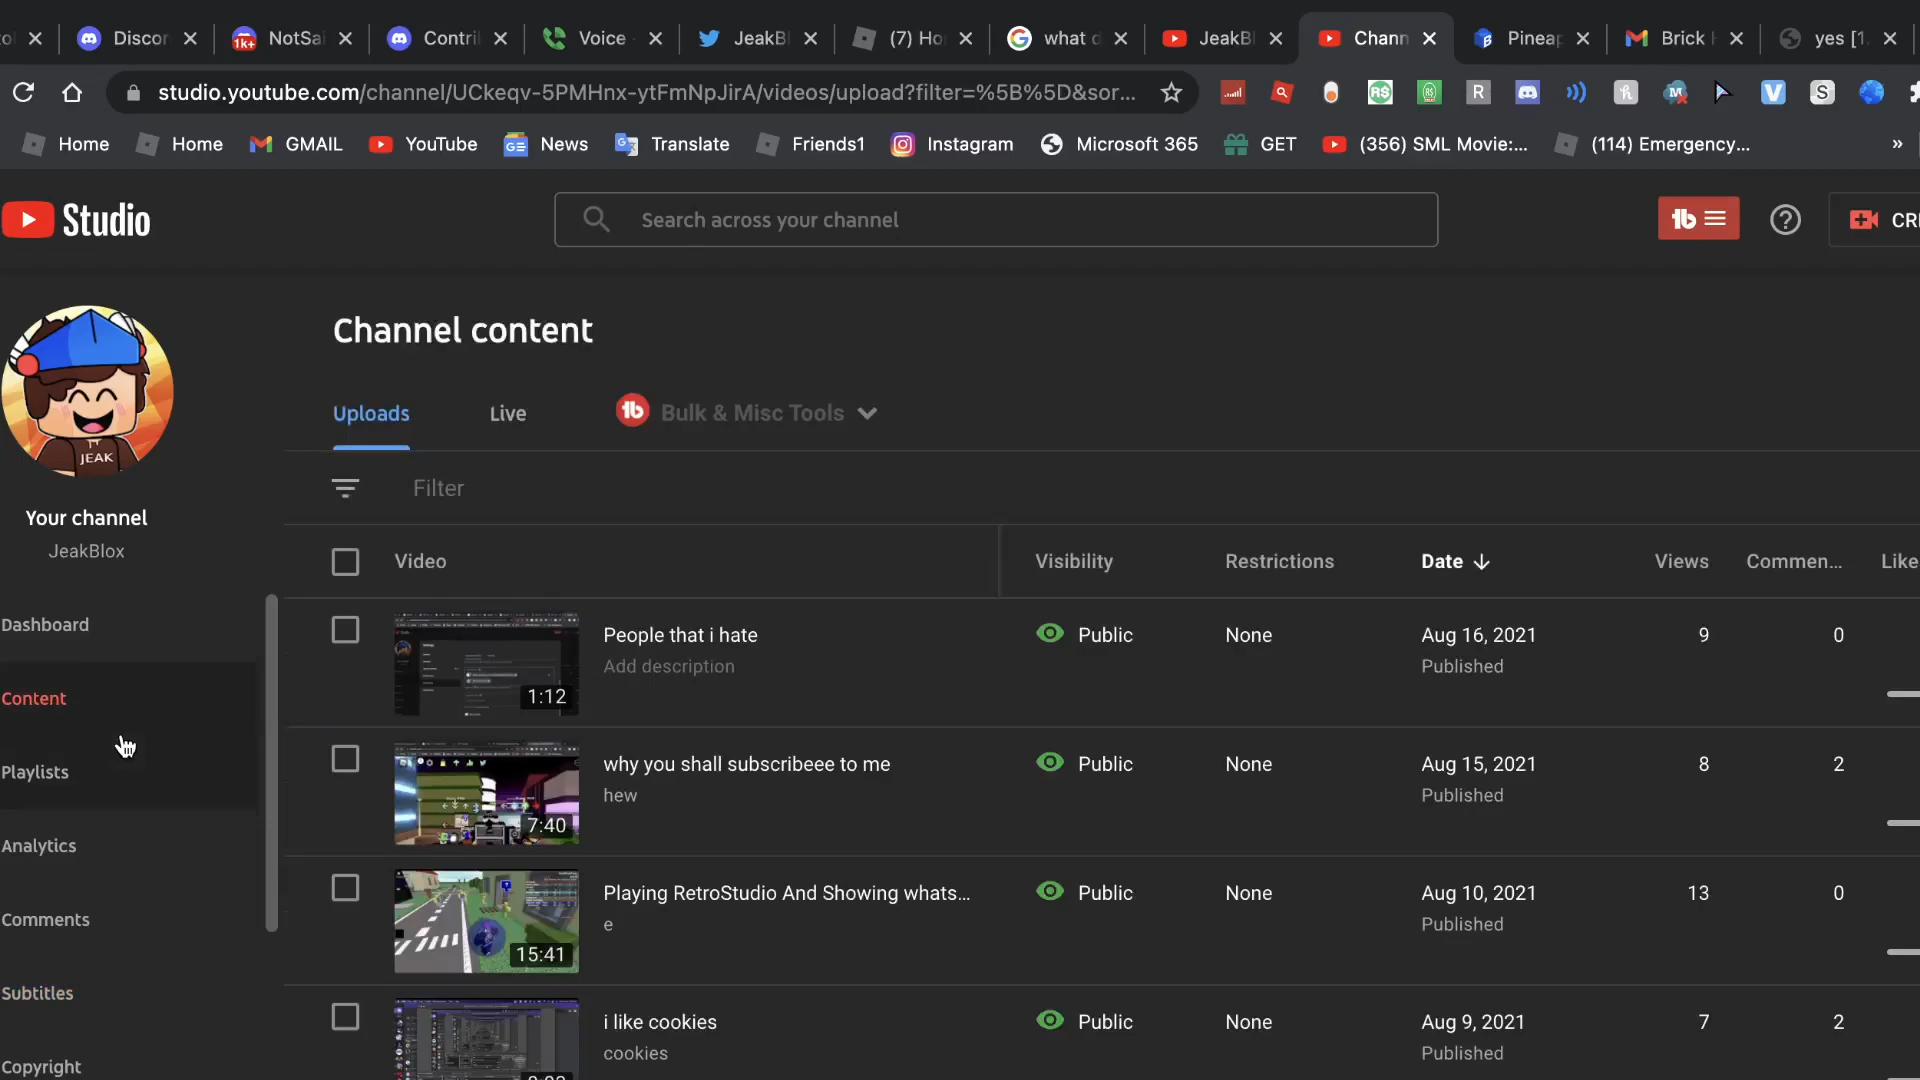 Discor
1k+ NotSa
Contri
Voice
JeakB
(7) Ho
what d
JeakBl
Chann
Pineap
Brick
yes [1
studio.youtube.com/channel/UCkeqv-5PMHnx-ytFmNpJirA/videos/upload?filter=%5B%5D&sor...
Home
Home
GMAIL
YouTube
News
Translate
Friends1
Instagram
Microsoft 365
GET
(356) SML Movie:...
(114) Emergency...
»
Studio
Search across your channel
CR
Channel content
JEAK
Your channel
JeakBlox
Dashboard
Content
Playlists
Analytics
Comments
Subtitles
Copyright
Uploads
Live
Bulk & Misc Tools
Filter
Video
Visibility
Restrictions
Date
Views
Commen...
Like
1:12
People that i hate
Add description
Public
None
Aug 16, 2021
Published
9
0
7:40
why you shall subscribeee to me
hew
Public
None
Aug 15, 2021
Published
8
2
15:41
Playing RetroStudio And Showing whats...
e
Public
None
Aug 10, 2021
Published
13
0
i like cookies
cookies
Public
None
Aug 9, 2021
Published
7
2